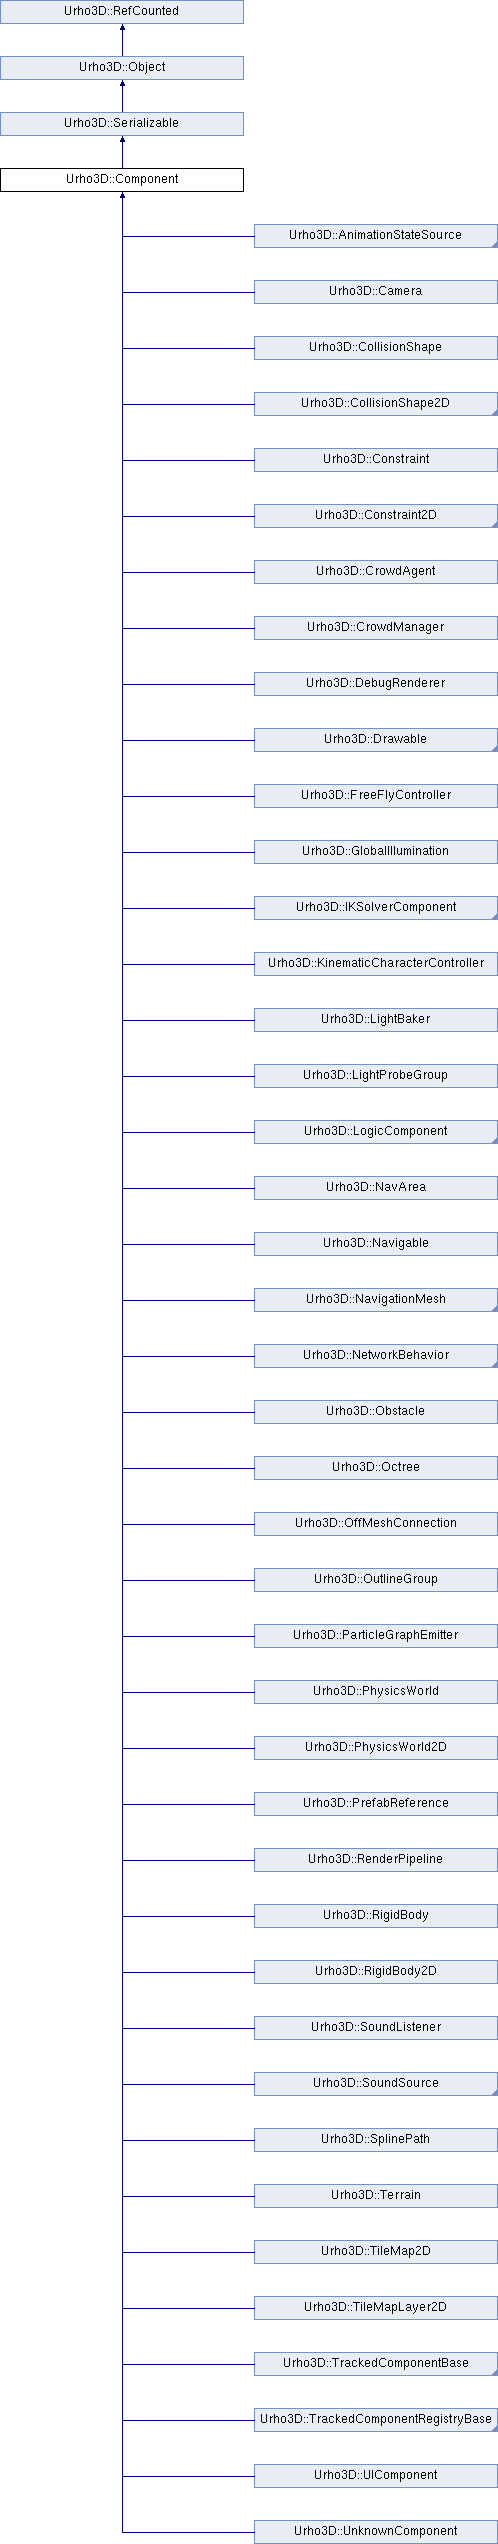 Urho3D::RefCounted
Urho3D::Object
Urho3D::Serializable
Urho3D::Component
Urho3D::AnimationStateSource
Urho3D::Camera
Urho3D::CollisionShape
Urho3D::CollisionShape2D
Urho3D::Constraint
Urho3D::Constraint2D
Urho3D::CrowdAgent
Urho3D::CrowdManager
Urho3D::DebugRenderer
Urho3D::Drawable
Urho3D::FreeFlyController
Urho3D::GlobalIllumination
Urho3D::IKSolverComponent
Urho3D::KinematicCharacterController
Urho3D::LightBaker
Urho3D::LightProbeGroup
Urho3D::LogicComponent
Urho3D::NavArea
Urho3D::Navigable
Urho3D::NavigationMesh
Urho3D::NetworkBehavior
Urho3D::Obstacle
Urho3D::Octree
Urho3D::OffMeshConnection
Urho3D::OutlineGroup
Urho3D::ParticleGraphEmitter
Urho3D::PhysicsWorld
Urho3D::PhysicsWorld2D
Urho3D::PrefabReference
Urho3D::RenderPipeline
Urho3D::RigidBody
Urho3D::RigidBody2D
Urho3D::SoundListener
Urho3D::SoundSource
Urho3D::SplinePath
Urho3D::Terrain
Urho3D::TileMap2D
Urho3D::TileMapLayer2D
Urho3D::TrackedComponentBase
Urho3D::TrackedComponentRegistryBase
Urho3D::UIComponent
Urho3D::UnknownComponent